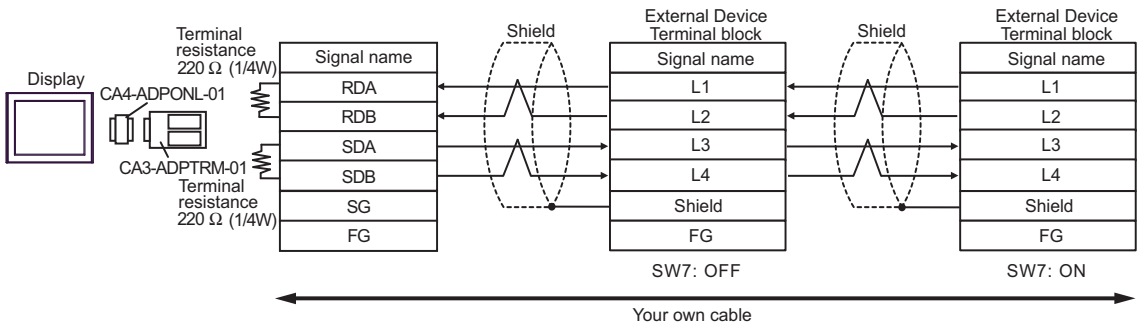 Display
CA4-ADPONL-01
CA3-ADPTRM-01
Terminal
resistance
220 Ω (1/4W)
Terminal
resistance
220 Ω (1/4W)
Signal name
RDA
RDB
SDA
SDB
SG
FG
Shield
External Device
Terminal block
Signal name
L1
L2
L3
L4
Shield
FG
SW7: OFF
Shield
External Device
Terminal block
Signal name
L1
L2
L3
L4
Shield
FG
SW7: ON
Your own cable